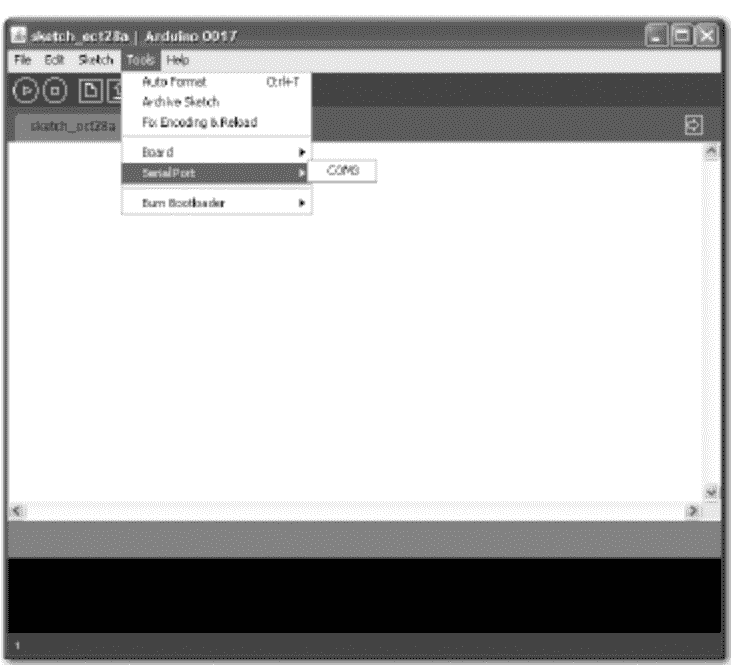 sketch_oct28a | Arduino 0017
File Edit Sketch Tools Help
Auto Format Ctrl+T
Archive Sketch
Fix Encoding & Reload
sketch_oct28a
Board
Serial Port
COM3
Burn Bootloader
1